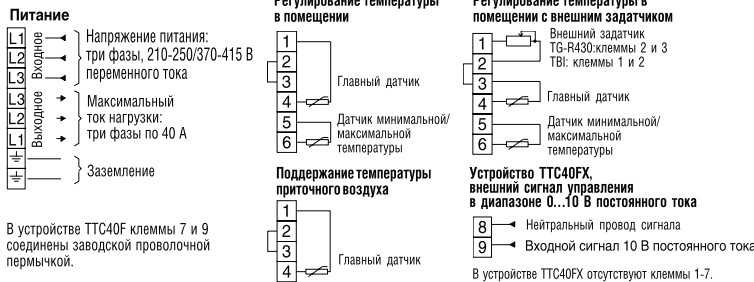 Питание
L1
L2
L3
L3
L2
L1
Входное
Выходное
Напряжение питания:
три фазы, 210-250/370-415 В
переменного тока
Максимальный
ток нагрузки:
три фазы по 40 А
Заземление
В устройстве TTC40F клеммы 7 и 9
соединены заводской проволочной
пермычкой.
Регулирование температуры
в помещении
1
2
3
4
5
6
Главный датчик
Датчик минимальной/
максимальной
температуры
Поддержание температуры
приточного воздуха
1
2
3
4
Главный датчик
Регулирование температуры в
помещении с внешним задатчиком
1
2
3
4
5
6
Внешний задатчик
TG-R430:клеммы 2 и 3
TBI: клеммы 1 и 2
Главный датчик
Датчик минимальной/
максимальной
температуры
Устройство TTC40FX,
внешний сигнал управления
в диапазоне 0...10 В постоянного тока
8
Нейтральный провод сигнала
9
Входной сигнал 10 В постоянного тока
В устройстве TTC40FX отсутствуют клеммы 1-7.